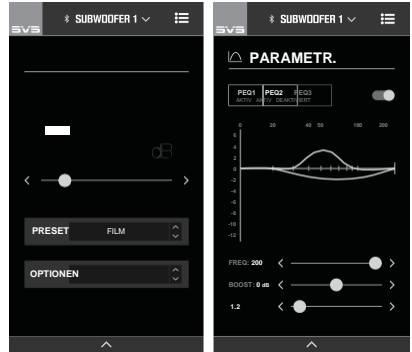 SVS
SUBWOOFER 1
dB
PRESET FILM
OPTIONEN
SVS
SUBWOOFER 1
PARAMETR.
PEQ1 PEQ2 PEQ3
AKTIV AKTIV DEAKTIVIERT
0 20 40 50 100 200
6
4
2
0
-2
-4
-6
-8
-10
-12
FREQ: 200
BOOST: 0 dB
1.2